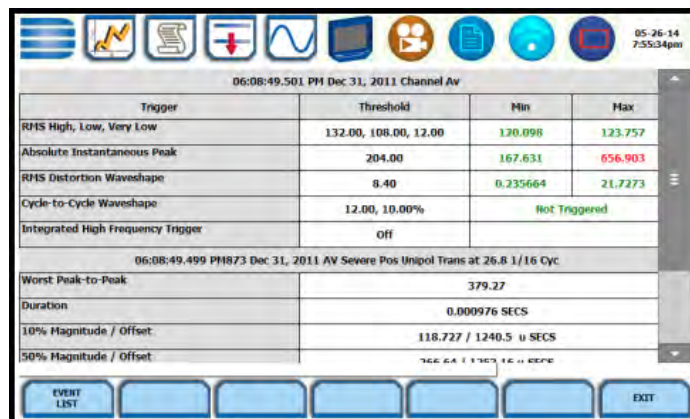 05-26-14
7:55:34pm
06:08:49.501 PM Dec 31, 2011 Channel Av
Trigger Threshold Min Max
RMS High, Low, Very Low 132.00, 108.00, 12.00 120.098 123.757
Absolute Instantaneous Peak 204.00 167.631 656.903
RMS Distortion Waveshape 8.40 0.235664 21.7273
Cycle-to-Cycle Waveshape 12.00, 10.00% Not Triggered
Integrated High Frequency Trigger Off
06:08:49.499 PM873 Dec 31, 2011 AV Severe Pos Unipol Trans at 26.8 1/16 Cyc
Worst Peak-to-Peak 379.27
Duration 0.000976 SECS
10% Magnitude / Offset 118.727 / 1240.5 u SECS
50% Magnitude / Offset 266.64 / 1252.16 u SECS
EVENT
LIST
EXIT